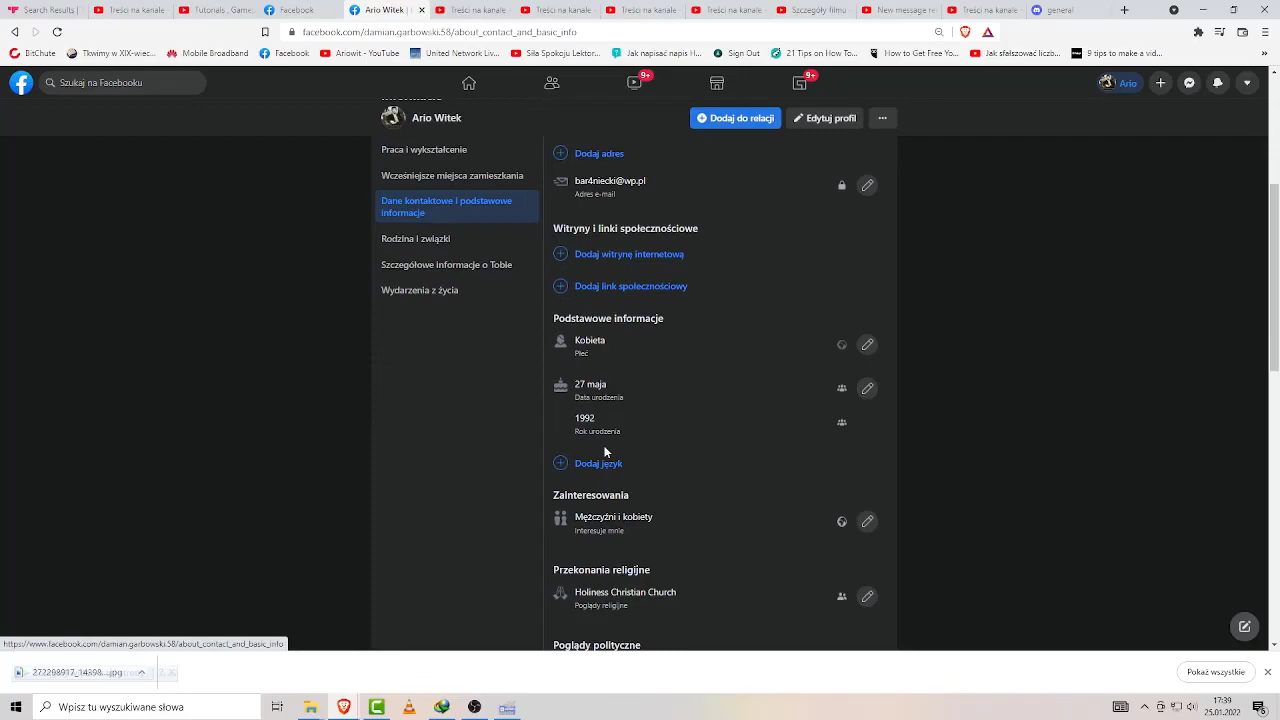 Search Results |
Treści na kanale
Tutorials , Game
Facebook
Ario Witek |
Treści na kanale
Treści na kanale
Treści na kanale
Treści na kanale
Szczegóły filmu
New message re
Treści na kanale
general
facebook.com/damian.garbowski.58/about_contact_and_basic_info
BitChute
Tkwimy w XIX-wiec...
Mobile Broadband
Facebook
Ariowit - YouTube
United Network Lim...
Siła Spokoju Lektor...
Jak napisać napis H...
Sign Out
21 Tips on How To...
How to Get Free Yo...
Jak sfałszować liczb...
9 tips to make a vid...
Szukaj na Facebooku
9+
9+
Ario
Ario Witek
Dodaj do relacji
Edytuj profil
Praca i wykształcenie
Wcześniejsze miejsca zamieszkania
Dane kontaktowe i podstawowe
informacje
Rodzina i związki
Szczegółowe informacje o Tobie
Wydarzenia z życia
Dodaj adres
bar4niecki@wp.pl
Adres e-mail
Witryny i linki społecznościowe
Dodaj witrynę internetową
Dodaj link społecznościowy
Podstawowe informacje
Kobieta
Płeć
27 maja
Data urodzenia
1992
Rok urodzenia
Dodaj język
Zainteresowania
Mężczyźni i kobiety
Interesuje mnie
Przekonania religijne
Holiness Christian Church
Poglądy religijne
Poglądy polityczne
https://www.facebook.com/damian.garbowski.58/about_contact_and_basic_info
Pokaż wszystkie
Wpisz tu wyszukiwane słowa
17:39
25.01.2022